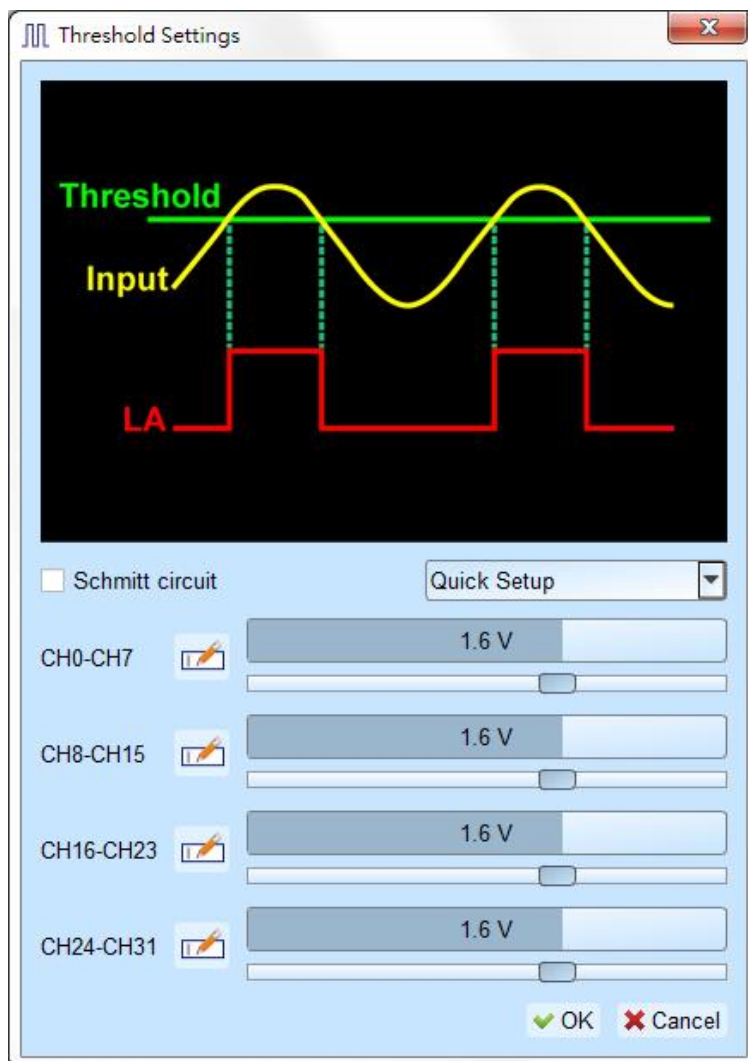 Threshold Settings
Threshold
Input
LA
Schmitt circuit
Quick Setup
CH0-CH7
1.6 V
CH8-CH15
1.6 V
CH16-CH23
1.6 V
CH24-CH31
1.6 V
OK
Cancel